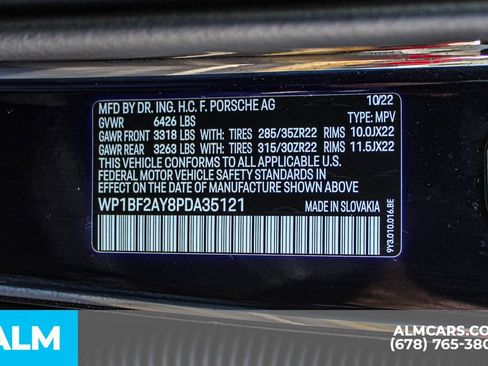 MFD BY DR. ING. H.C. F. PORSCHE AG 10/22
GVWR 6426 LBS TYPE: MPV
GAWR FRONT 3318 LBS WITH: TIRES 285/35ZR22 RIMS 10.0JX22
GAWR REAR 3263 LBS WITH: TIRES 315/30ZR22 RIMS 11.5JX22
THIS VEHICLE CONFORMS TO ALL APPLICABLE U.S.
FEDERAL MOTOR VEHICLE SAFETY STANDARDS IN
EFFECT ON THE DATE OF MANUFACTURE SHOWN ABOVE.
WP1BF2AY8PDA35121 MADE IN SLOVAKIA
9Y3.010.016.BE
ALM
ALMCARS.CO
(678) 765-380